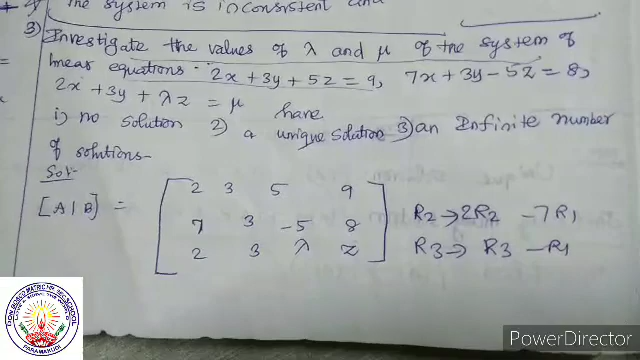 the system is inconsistent and
3) Investigate the values of λ and μ of the system of
linear equations. 2x + 3y + 5z = 9, 7x + 3y - 5z = 8,
2x + 3y + λz = μ have
i) no solution 2) a unique solution 3) an Infinite number
of solutions-
Sol:-
[A|B] = [ 2 3 5 9
7 3 -5 8 R2 → 2R2 - 7R1
2 3 λ z ] R3 → R3 - R1
PARAMAKUDI
PowerDirector